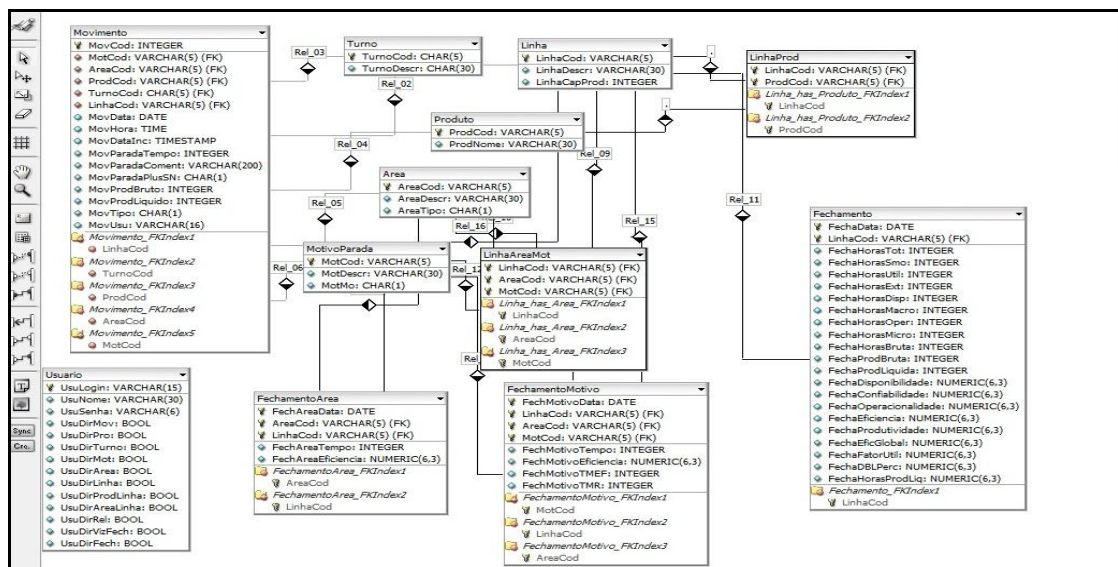 Movimento
MovCod: INTEGER
MotCod: VARCHAR(5) (FK)
AreaCod: VARCHAR(5) (FK)
ProdCod: VARCHAR(5) (FK)
TurnoCod: CHAR(5) (FK)
LinhaCod: VARCHAR(5) (FK)
MovData: DATE
MovHora: TIME
MovDataInc: TIMESTAMP
MovParadaTempo: INTEGER
MovParadaComent: VARCHAR(200)
MovParadaPlusSN: CHAR(1)
MovProdBruto: INTEGER
MovProdLiquido: INTEGER
MovTipo: CHAR(1)
MovUsu: VARCHAR(16)
Movimento_FKIndex1
LinhaCod
Movimento_FKIndex2
TurnoCod
Movimento_FKIndex3
ProdCod
Movimento_FKIndex4
AreaCod
Movimento_FKIndex5
MotCod
Usuario
UsuLogin: VARCHAR(15)
UsuNome: VARCHAR(30)
UsuSenha: VARCHAR(6)
UsuDirMov: BOOL
UsuDirPro: BOOL
UsuDirTurno: BOOL
UsuDirMot: BOOL
UsuDirArea: BOOL
UsuDirLinha: BOOL
UsuDirProdLinha: BOOL
UsuDirAreaLinha: BOOL
UsuDirRel: BOOL
UsuDirVizFech: BOOL
UsuDirFech: BOOL
Rel_03
Turno
TurnoCod: CHAR(5)
TurnoDescr: CHAR(30)
Rel_02
Linha
LinhaCod: VARCHAR(5)
LinhaDescr: VARCHAR(30)
LinhaCapProd: INTEGER
LinhaProd
LinhaCod: VARCHAR(5) (FK)
ProdCod: VARCHAR(5) (FK)
Linha_has_Produto_FKIndex1
LinhaCod
Linha_has_Produto_FKIndex2
ProdCod
Produto
ProdCod: VARCHAR(5)
ProdNome: VARCHAR(30)
Rel_04
Rel_09
Area
AreaCod: VARCHAR(5)
AreaDescr: VARCHAR(30)
AreaTipo: CHAR(1)
Rel_05
Rel_16
Rel_15
Rel_11
MotivoParada
MotCod: VARCHAR(5)
MotDescr: VARCHAR(30)
MotMo: CHAR(1)
Rel_06
Rel_12
LinhaAreaMot
LinhaCod: VARCHAR(5) (FK)
AreaCod: VARCHAR(5) (FK)
MotCod: VARCHAR(5) (FK)
Linha_has_Area_FKIndex1
LinhaCod
Linha_has_Area_FKIndex2
AreaCod
Linha_has_Area_FKIndex3
MotCod
Rel_
FechamentoArea
FechAreaData: DATE
AreaCod: VARCHAR(5) (FK)
LinhaCod: VARCHAR(5) (FK)
FechAreaTempo: INTEGER
FechAreaEficiencia: NUMERIC(6,3)
FechamentoArea_FKIndex1
AreaCod
FechamentoArea_FKIndex2
LinhaCod
FechamentoMotivo
FechMotivoData: DATE
LinhaCod: VARCHAR(5) (FK)
AreaCod: VARCHAR(5) (FK)
MotCod: VARCHAR(5) (FK)
FechMotivoTempo: INTEGER
FechMotivoEficiencia: NUMERIC(6,3)
FechMotivoTMEF: INTEGER
FechMotivoTMR: INTEGER
FechamentoMotivo_FKIndex1
MotCod
FechamentoMotivo_FKIndex2
LinhaCod
FechamentoMotivo_FKIndex3
AreaCod
Fechamento
FechaData: DATE
LinhaCod: VARCHAR(5) (FK)
FechaHorasTot: INTEGER
FechaHorasSmo: INTEGER
FechaHorasUtil: INTEGER
FechaHorasExt: INTEGER
FechaHorasDisp: INTEGER
FechaHorasMacro: INTEGER
FechaHorasOper: INTEGER
FechaHorasMicro: INTEGER
FechaHorasBruta: INTEGER
FechaProdBruta: INTEGER
FechaProdLiquida: INTEGER
FechaDisponibilidade: NUMERIC(6,3)
FechaConfiabilidade: NUMERIC(6,3)
FechaOperacionalidade: NUMERIC(6,3)
FechaEficiencia: NUMERIC(6,3)
FechaProdutividade: NUMERIC(6,3)
FechaEficGlobal: NUMERIC(6,3)
FechaFatorUtil: NUMERIC(6,3)
FechaDBLPerc: NUMERIC(6,3)
FechaHorasProdLiq: NUMERIC(6,3)
Fechamento_FKIndex1
LinhaCod
Sync
Cre.